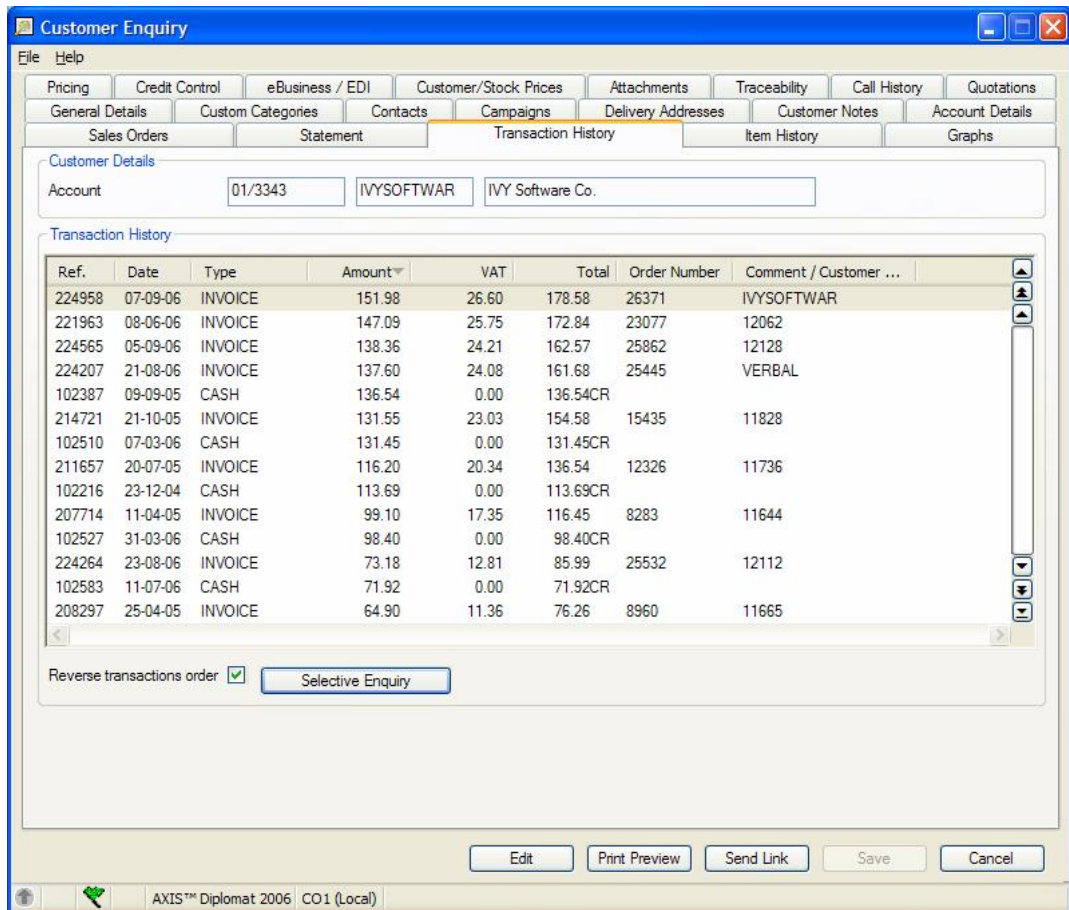 Customer Enquiry
File Help
Pricing Credit Control eBusiness / EDI Customer/Stock Prices Attachments Traceability Call History Quotations
General Details Custom Categories Contacts Campaigns Delivery Addresses Customer Notes Account Details
Sales Orders Statement Transaction History Item History Graphs
Customer Details
Account 01/3343 IVYSOFTWAR IVY Software Co.
Transaction History
Ref. Date Type Amount VAT Total Order Number Comment / Customer ...
224958 07-09-06 INVOICE 151.98 26.60 178.58 26371 IVYSOFTWAR
221963 08-06-06 INVOICE 147.09 25.75 172.84 23077 12062
224565 05-09-06 INVOICE 138.36 24.21 162.57 25862 12128
224207 21-08-06 INVOICE 137.60 24.08 161.68 25445 VERBAL
102387 09-09-05 CASH 136.54 0.00 136.54CR
214721 21-10-05 INVOICE 131.55 23.03 154.58 15435 11828
102510 07-03-06 CASH 131.45 0.00 131.45CR
211657 20-07-05 INVOICE 116.20 20.34 136.54 12326 11736
102216 23-12-04 CASH 113.69 0.00 113.69CR
207714 11-04-05 INVOICE 99.10 17.35 116.45 8283 11644
102527 31-03-06 CASH 98.40 0.00 98.40CR
224264 23-08-06 INVOICE 73.18 12.81 85.99 25532 12112
102583 11-07-06 CASH 71.92 0.00 71.92CR
208297 25-04-05 INVOICE 64.90 11.36 76.26 8960 11665
Reverse transactions order Selective Enquiry
Edit Print Preview Send Link Save Cancel
AXIS™ Diplomat 2006 CO1 (Local)